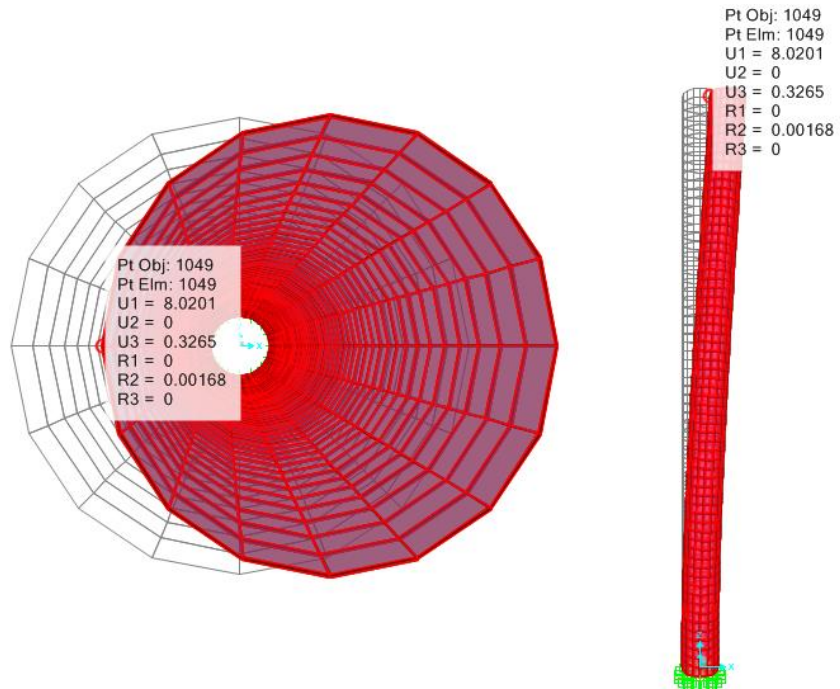 Pt Obj: 1049
Pt Elm: 1049
U1 = 8.0201
U2 = 0
U3 = 0.3265
R1 = 0
R2 = 0.00168
R3 = 0
X
Pt Obj: 1049
Pt Elm: 1049
U1 = 8.0201
U2 = 0
U3 = 0.3265
R1 = 0
R2 = 0.00168
R3 = 0
Z
X